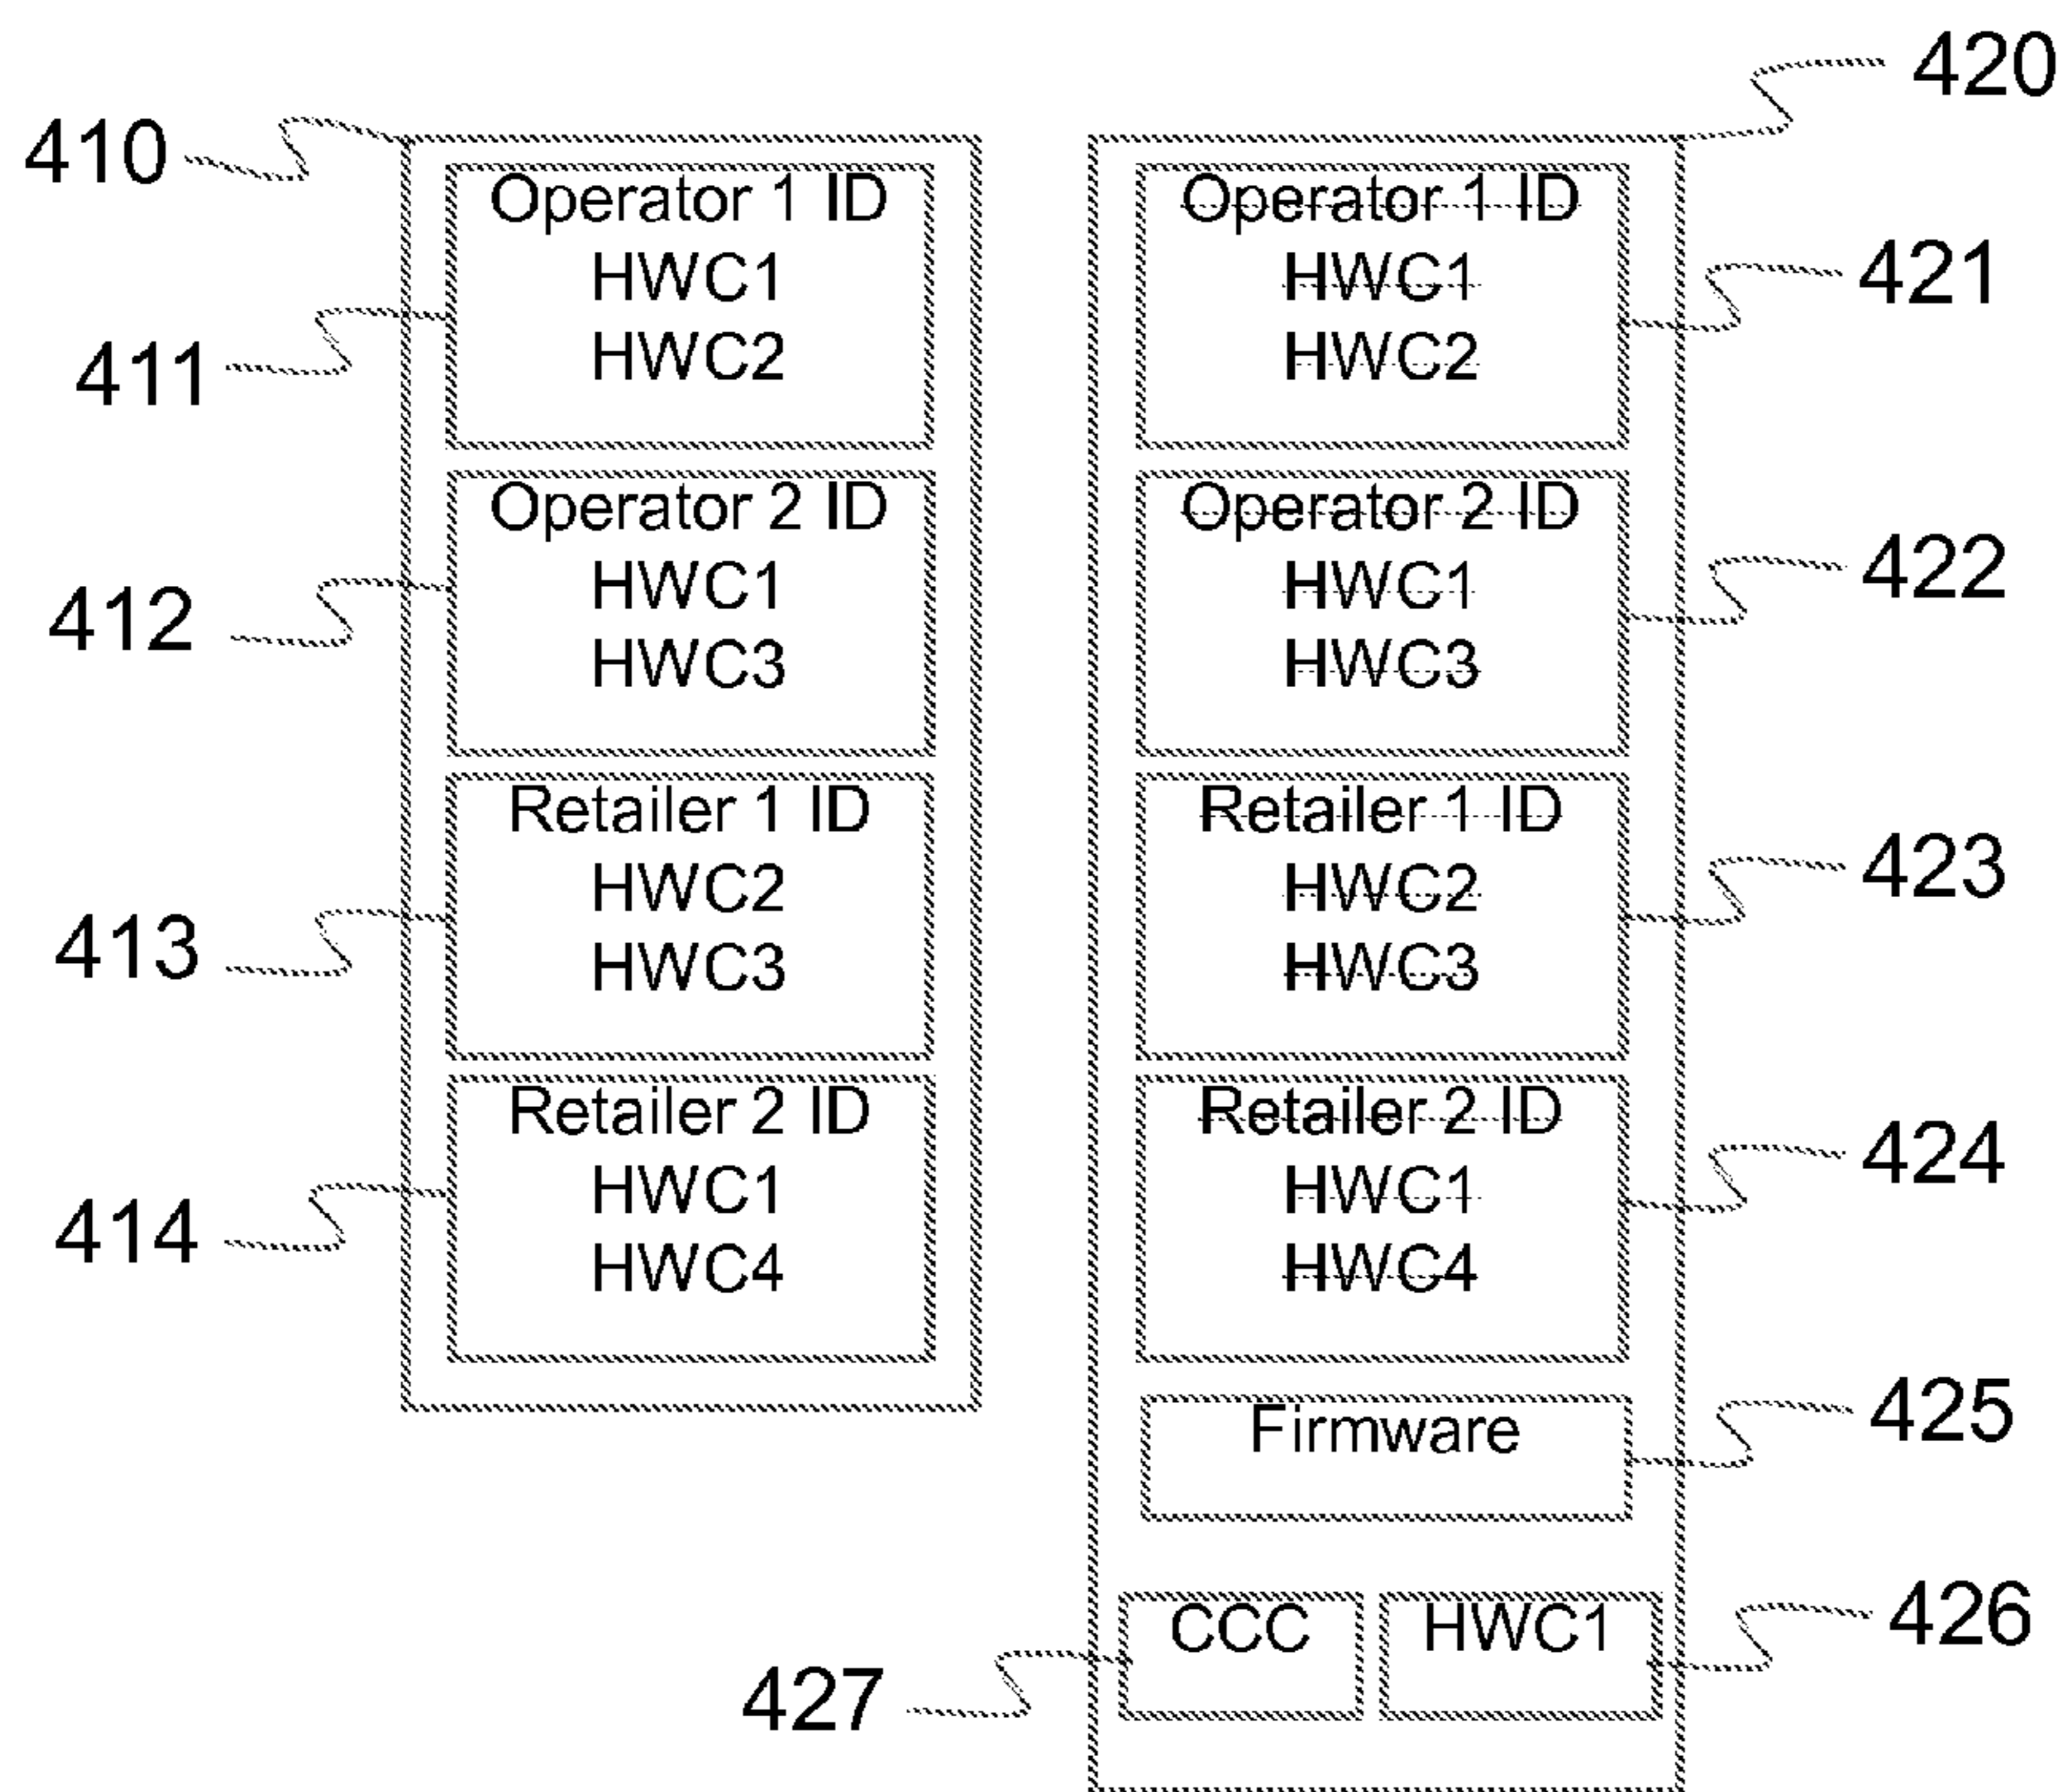 420
410
Operator 1 ID
HWC1
HWC2
411
Operator 2 ID
HWC1
HWC3
412
Retailer 1 ID
HWC2
HWC3
413
Retailer 2 ID
HWC1
HWC4
414
Operator 1 ID
HWC1
HWC2
421
Operator 2 ID
HWC1
HWC3
422
Retailer 1 ID
HWC2
HWC3
423
Retailer 2 ID
HWC1
HWC4
424
Firmware
425
CCC
HWC1
426
427